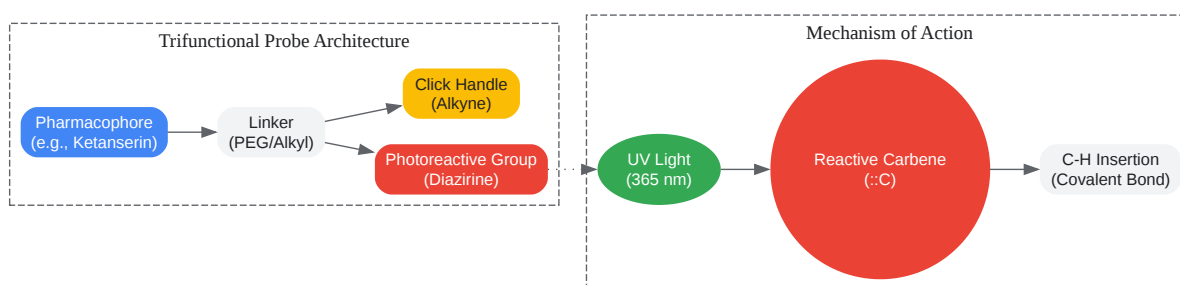 Trifunctional Probe Architecture
Pharmacophore
(e.g., Ketanserin)
Linker
(PEG/Alkyl)
Click Handle
(Alkyne)
Photoreactive Group
(Diazirine)
Mechanism of Action
UV Light
(365 nm)
Reactive Carbene
(::C)
C-H Insertion
(Covalent Bond)